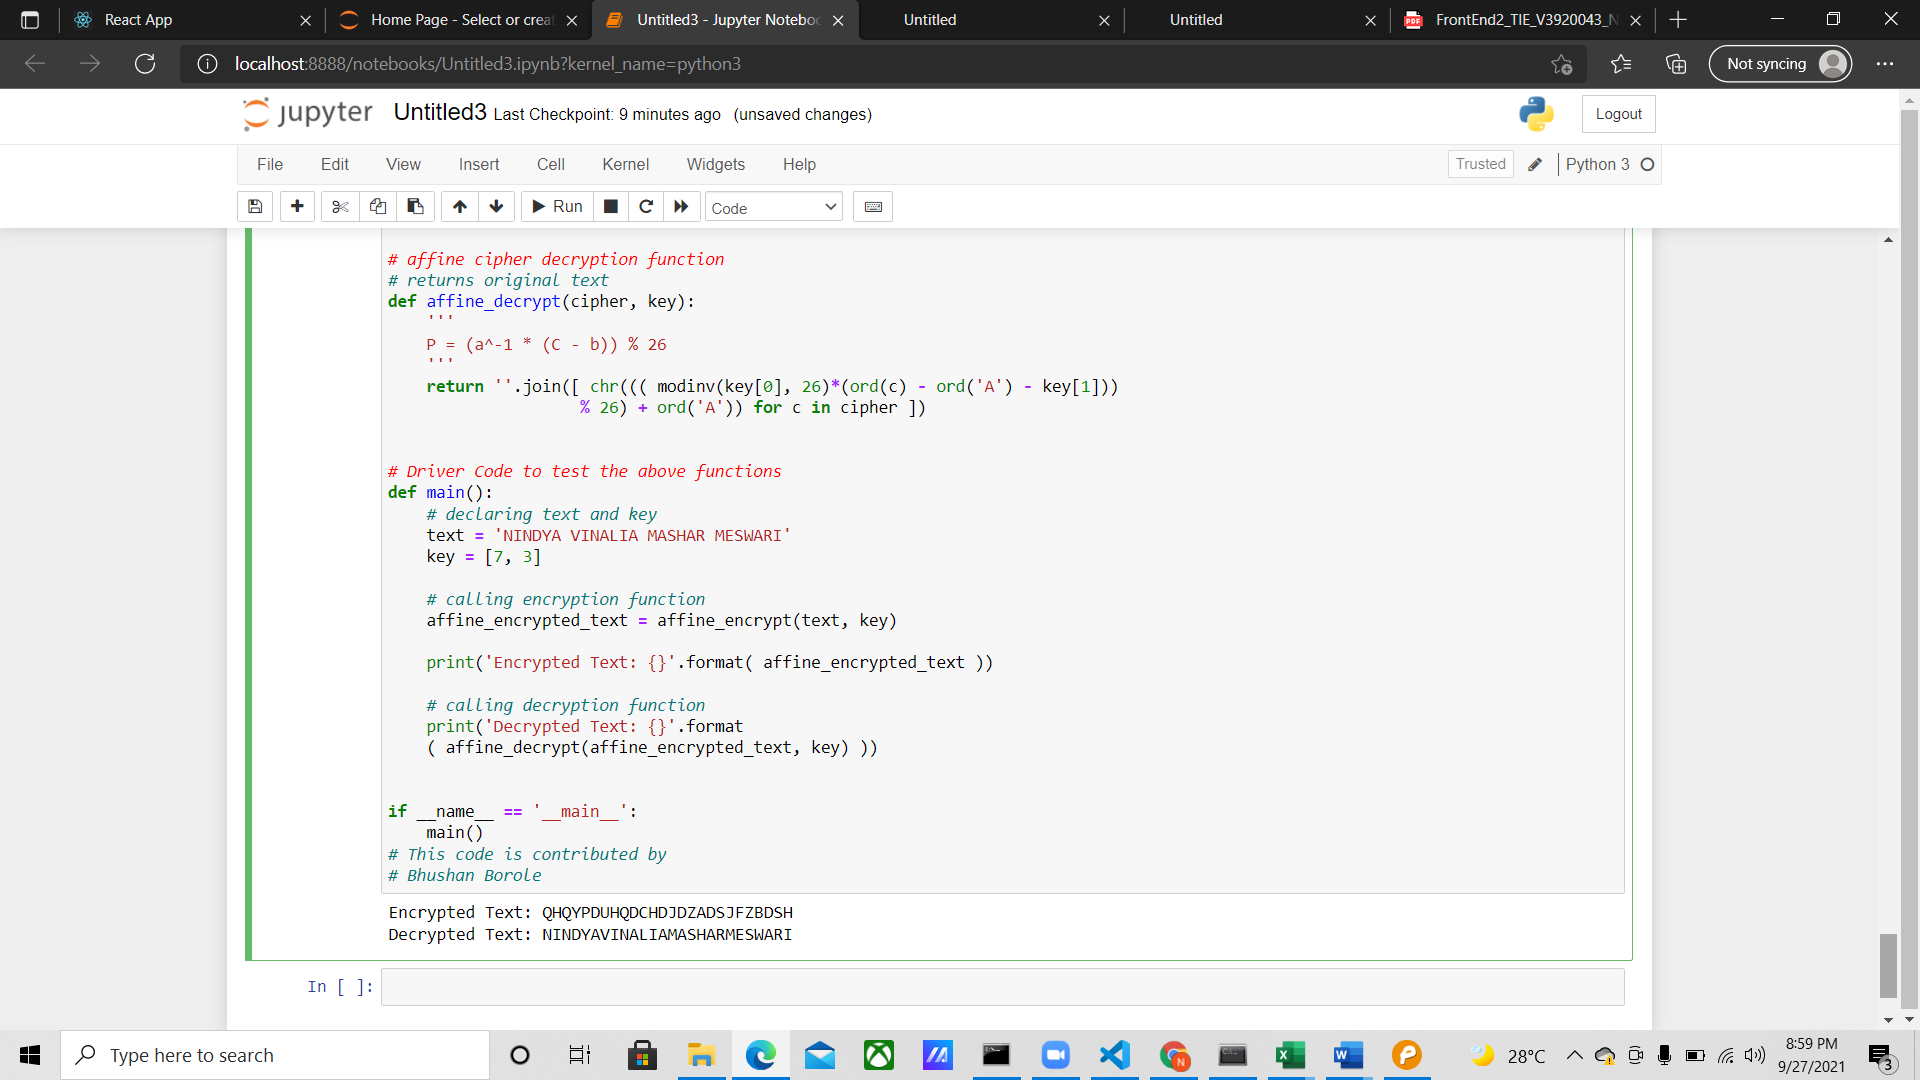 React App
Home Page - Select or creat
Untitled3 - Jupyter Noteboo
Untitled
Untitled
PDF
FrontEnd2_TIE_V3920043_N
localhost:8888/notebooks/Untitled3.ipynb?kernel_name=python3
Not syncing
jupyter Untitled3 Last Checkpoint: 9 minutes ago (unsaved changes)
Logout
File Edit View Insert Cell Kernel Widgets Help
Trusted
Python 3
Run
Code
# affine cipher decryption function
# returns original text
def affine_decrypt(cipher, key):
'''
P = (a^-1 * (C - b)) % 26
'''
return ''.join([ chr((( modinv(key[0], 26)*(ord(c) - ord('A') - key[1]))
% 26) + ord('A')) for c in cipher ])
# Driver Code to test the above functions
def main():
# declaring text and key
text = 'NINDYA VINALIA MASHAR MESWARI'
key = [7, 3]
# calling encryption function
affine_encrypted_text = affine_encrypt(text, key)
print('Encrypted Text: {}'.format( affine_encrypted_text ))
# calling decryption function
print('Decrypted Text: {}'.format
( affine_decrypt(affine_encrypted_text, key) ))
if __name__ == '__main__':
main()
# This code is contributed by
# Bhushan Borole
Encrypted Text: QHQYPDUHQDCHDJDZADSJFZBDSH
Decrypted Text: NINDYAVINALIAMASHARMESWARI
In [ ]:
Type here to search
N
28°C
8:59 PM
9/27/2021
3